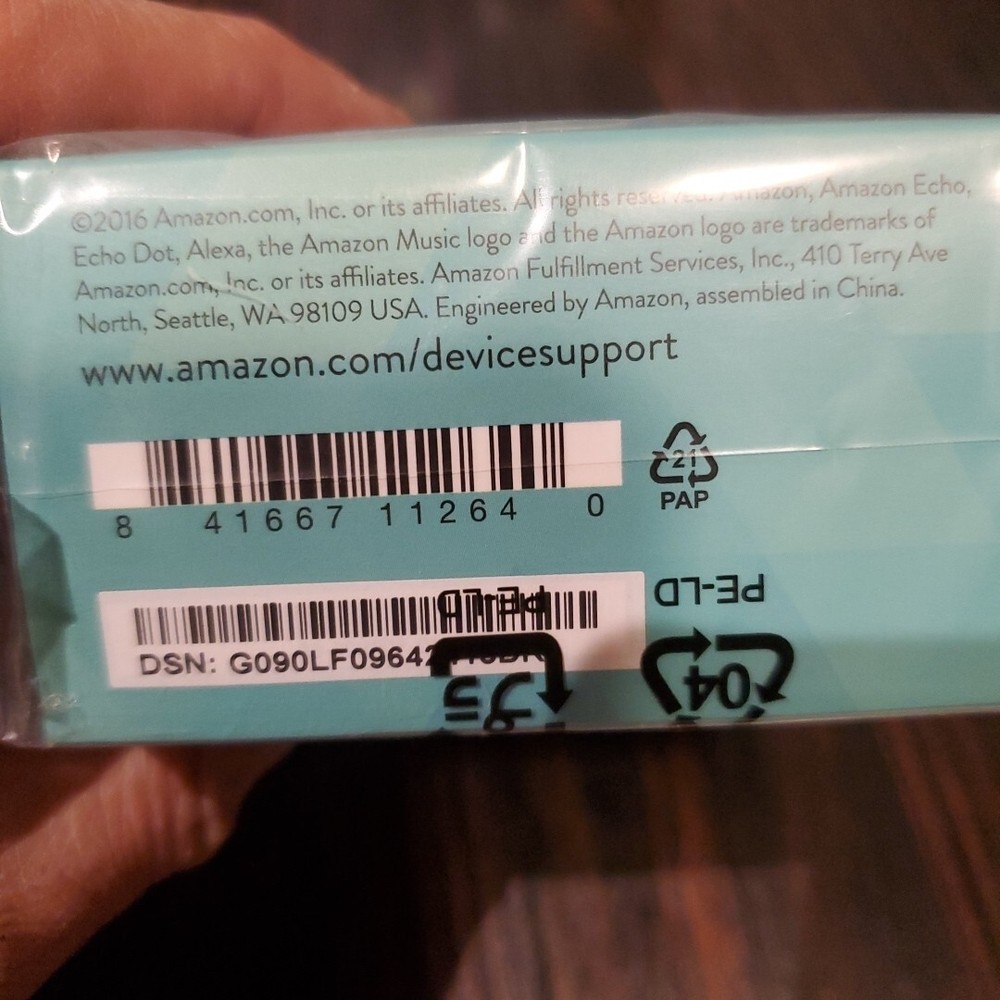 ©2016 Amazon.com, Inc. or its affiliates. All rights reserved. Amazon, Amazon Echo,
Echo Dot, Alexa, the Amazon Music logo and the Amazon logo are trademarks of
Amazon.com, Inc. or its affiliates. Amazon Fulfillment Services, Inc., 410 Terry Ave
North, Seattle, WA 98109 USA. Engineered by Amazon, assembled in China.
www.amazon.com/devicesupport
8 41667 11264 0
21
PAP
PE-LD
PE-LD
DSN:
04